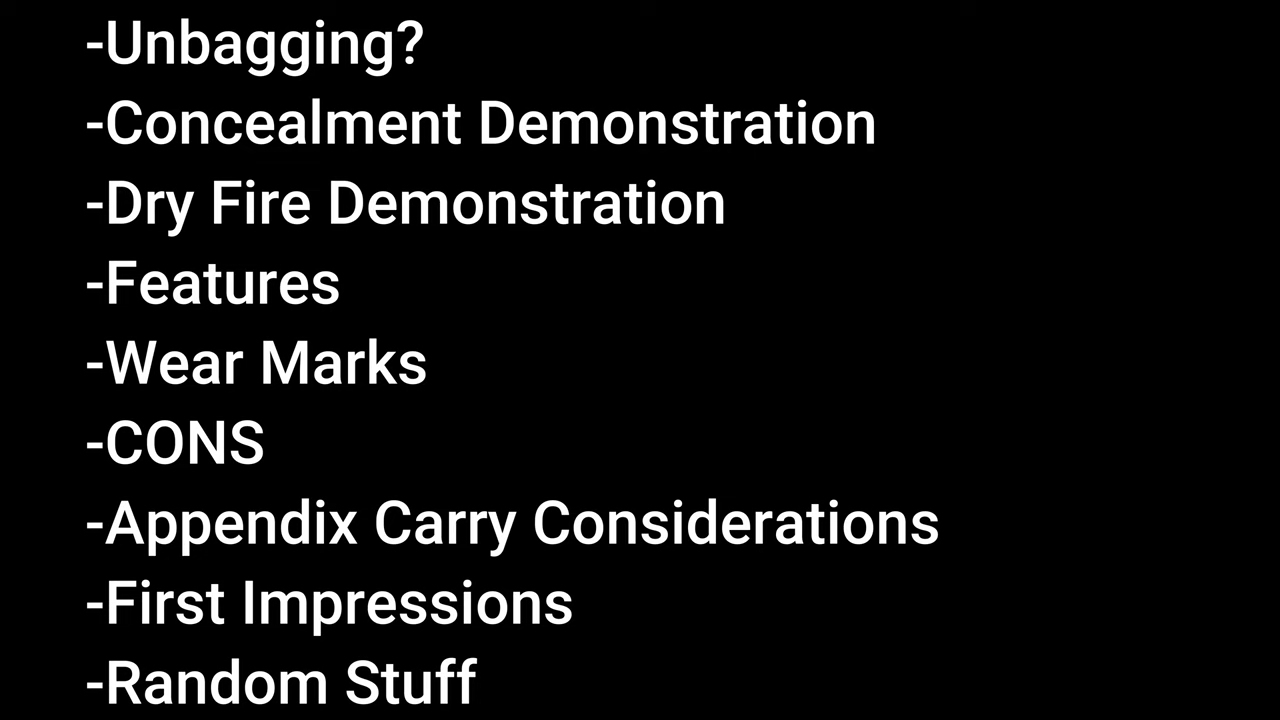 -Unbagging?
-Concealment Demonstration
-Dry Fire Demonstration
-Features
-Wear Marks
-CONS
-Appendix Carry Considerations
-First Impressions
-Random Stuff